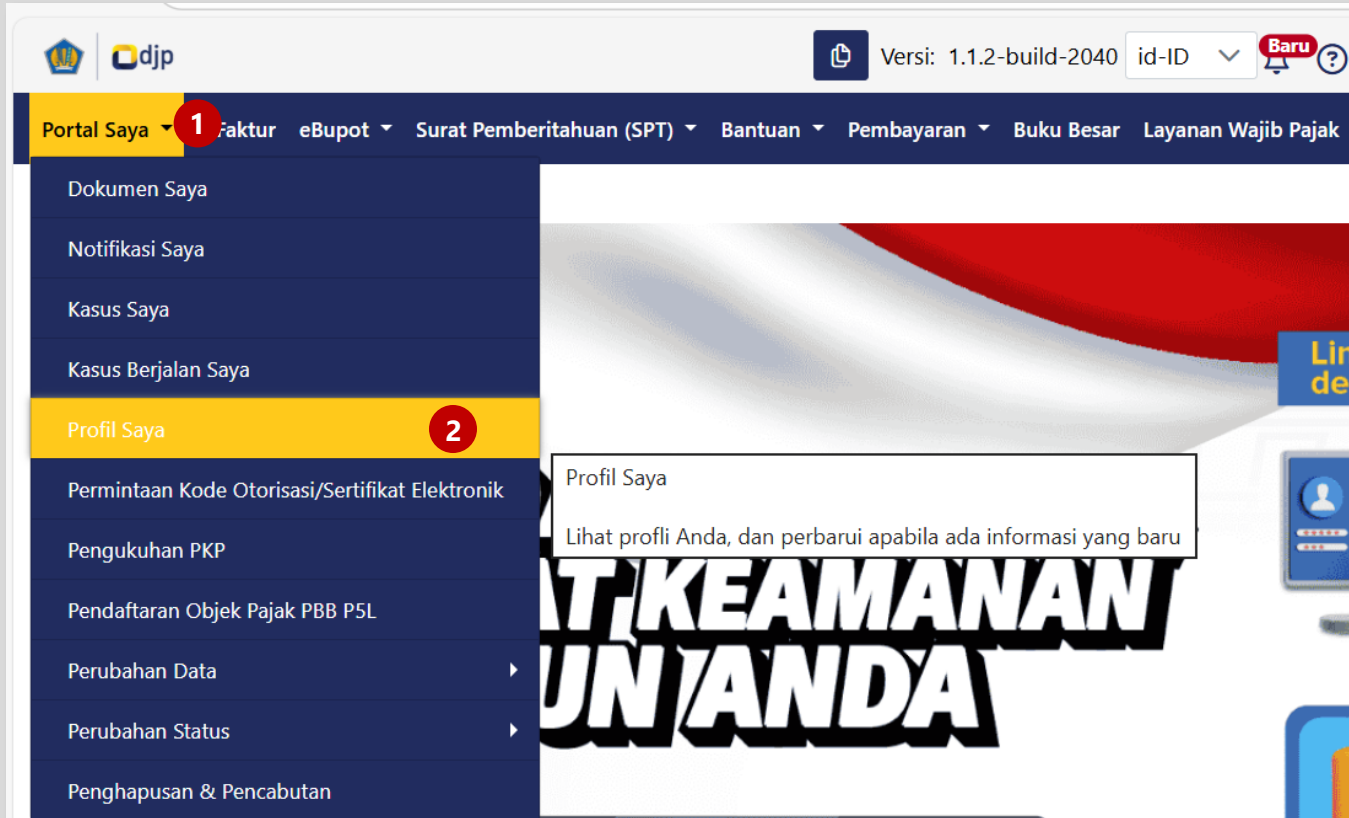 djp
Versi: 1.1.2-build-2040
id-ID
Baru
?
Portal Saya
1
Faktur
eBupot
Surat Pemberitahuan (SPT)
Bantuan
Pembayaran
Buku Besar
Layanan Wajib Pajak
Dokumen Saya
Notifikasi Saya
Kasus Saya
Kasus Berjalan Saya
Profil Saya
2
Permintaan Kode Otorisasi/Sertifikat Elektronik
Pengukuhan PKP
Pendaftaran Objek Pajak PBB P5L
Perubahan Data
Perubahan Status
Penghapusan & Pencabutan
Profil Saya
Lihat profli Anda, dan perbarui apabila ada informasi yang baru
KEAMANAN
ANDA